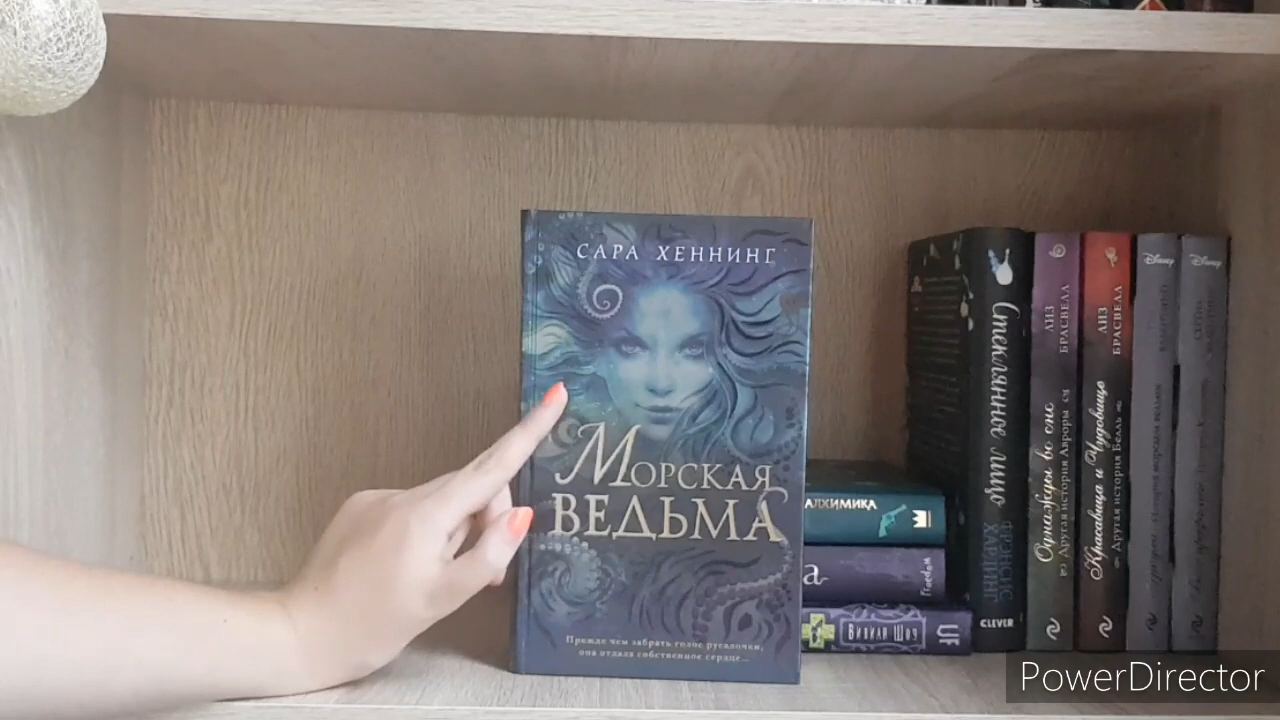 САРА ХЕННИНГ
МОРСКАЯ
ВЕДЬМА
Прежде чем забрать голос русалочки,
она отдала собственное сердце...
АЛХИМИКА
а
Freedom
Вивиан Шоу
UF
Стеклянное лицо
ФРЭНСИС
ХАРДИНГ
CLEVER
ЛИЗ
БРАСВЕЛЛ
Однажды во сне
Другая история Авроры
ЛИЗ
БРАСВЕЛЛ
Красавица и Чудовище
Другая история Белль
Disney
Disney
PowerDirector